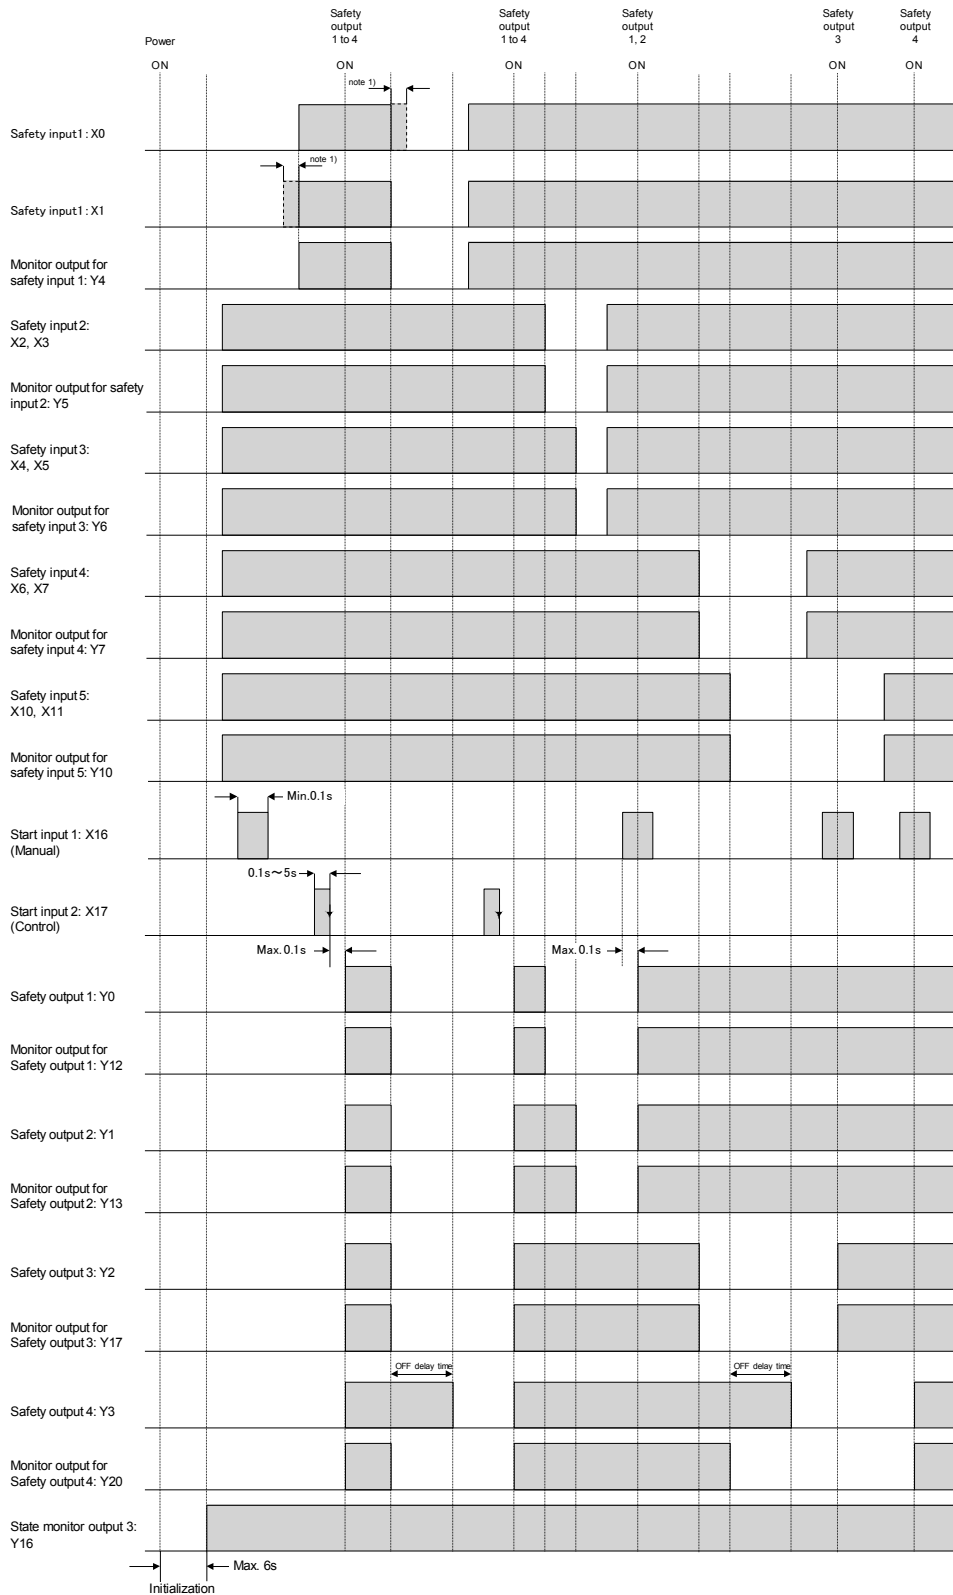 Power
Safety
output
1 to 4
Safety
output
1 to 4
Safety
output
1, 2
Safety
output
3
Safety
output
4
ON
ON
ON
ON
ON
ON
note 1)
Safety input1: X0
note 1)
Safety input1: X1
Monitor output for
safety input 1: Y4
Safety input 2:
X2, X3
Monitor output for safety
input 2: Y5
Safety input 3:
X4, X5
Monitor output for
safety input 3: Y6
Safety input 4:
X6, X7
Monitor output for
safety input 4: Y7
Safety input 5:
X10, X11
Monitor output for
safety input 5: Y10
Min.0.1s
Start input 1: X16
(Manual)
0.1s~5s
Start input 2: X17
(Control)
Max. 0.1s
Max. 0.1s
Safety output 1: Y0
Monitor output for
Safety output 1: Y12
Safety output 2: Y1
Monitor output for
Safety output 2: Y13
Safety output 3: Y2
Monitor output for
Safety output 3: Y17
OFF delay time
OFF delay time
Safety output 4: Y3
Monitor output for
Safety output 4: Y20
State monitor output 3:
Y16
Max. 6s
Initialization